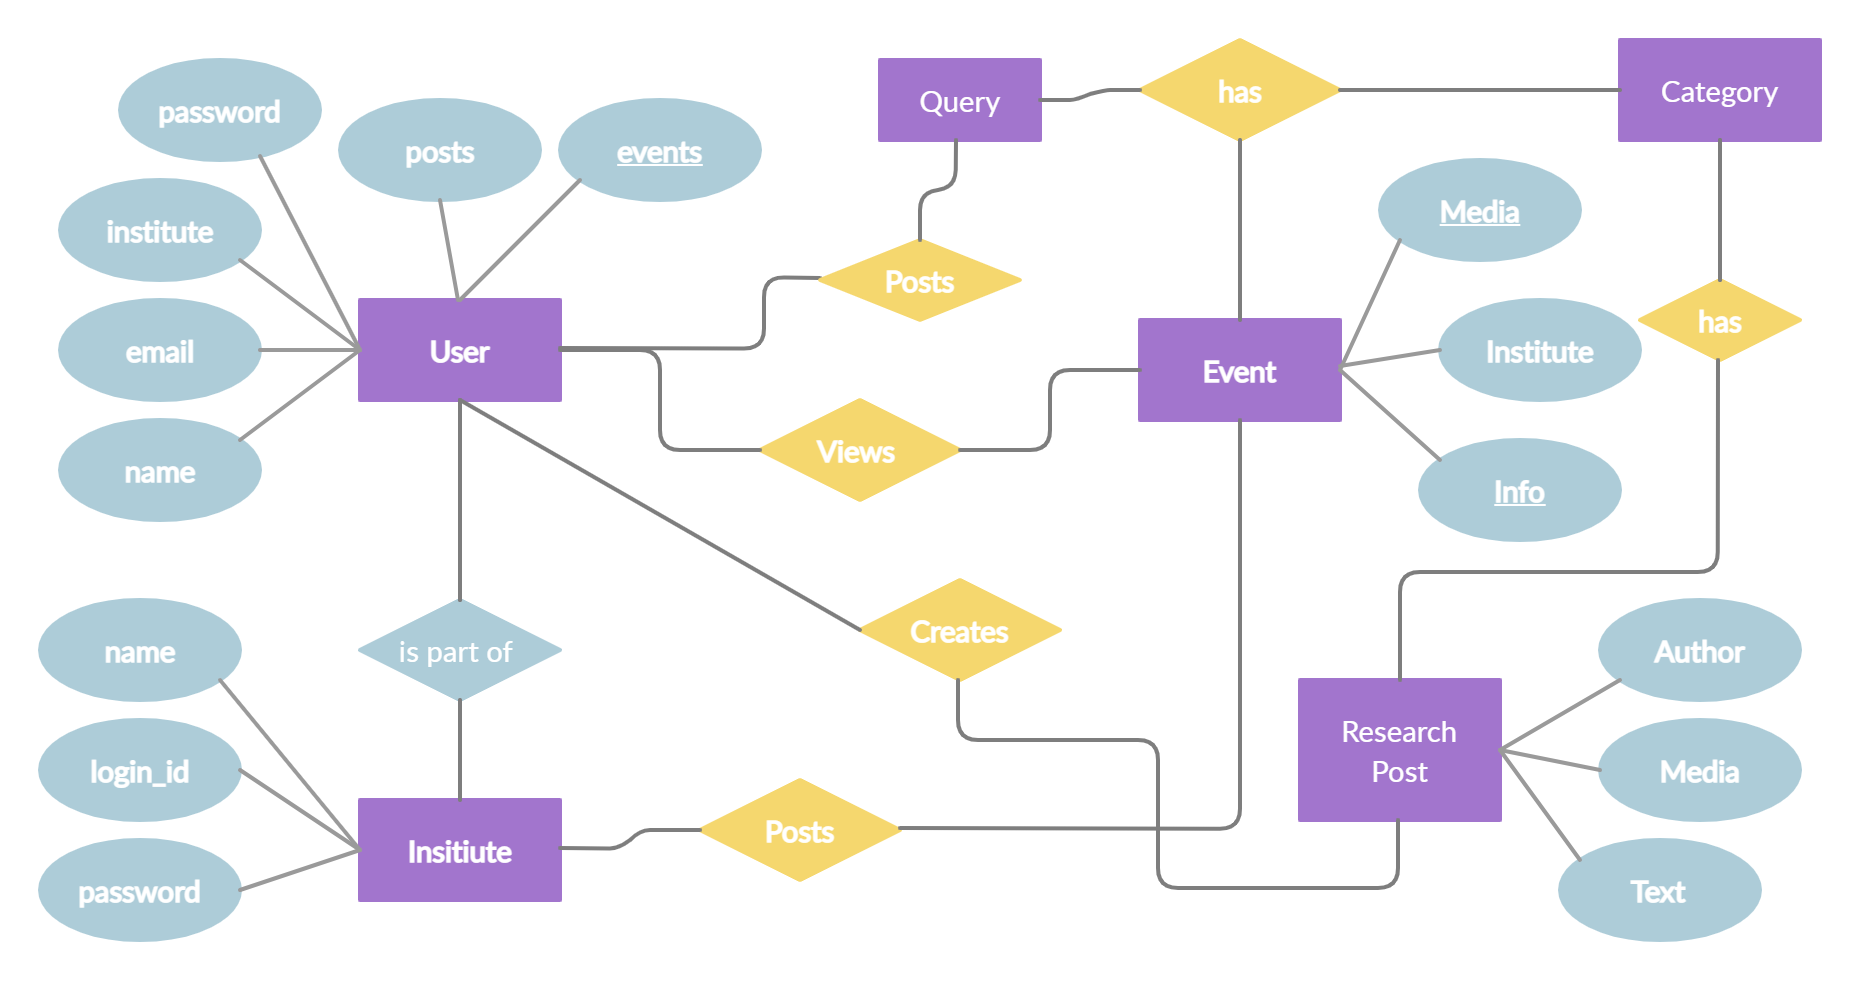 Query
has
Category
password
posts
events
Media
institute
Posts
has
User
Event
Institute
email
Views
name
Info
name
is part of
Creates
Author
Research
Post
login_id
Media
Insitiute
Posts
password
Text